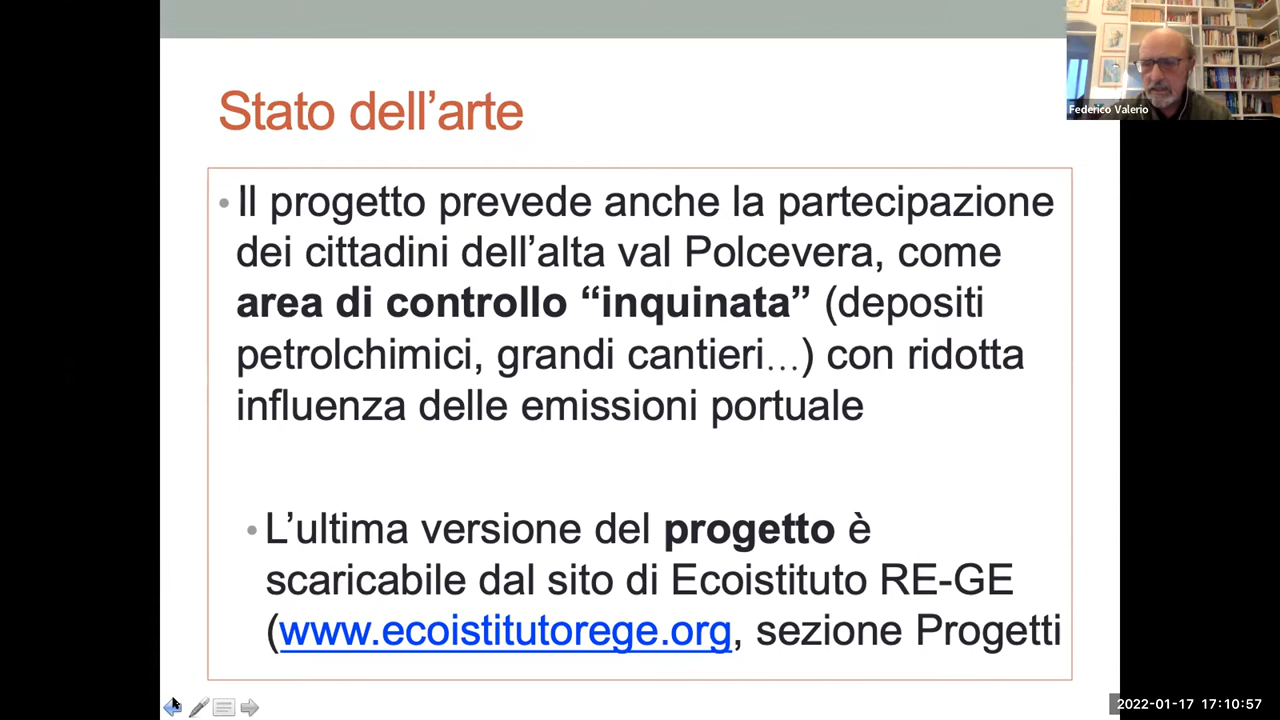 Stato dell’arte
Federico Valerio
• Il progetto prevede anche la partecipazione
dei cittadini dell’alta val Polcevera, come
area di controllo “inquinata” (depositi
petrolchimici, grandi cantieri…) con ridotta
influenza delle emissioni portuale
• L’ultima versione del progetto è
scaricabile dal sito di Ecoistituto RE-GE
(www.ecoistitutorege.org, sezione Progetti
2022-01-17 17:10:57